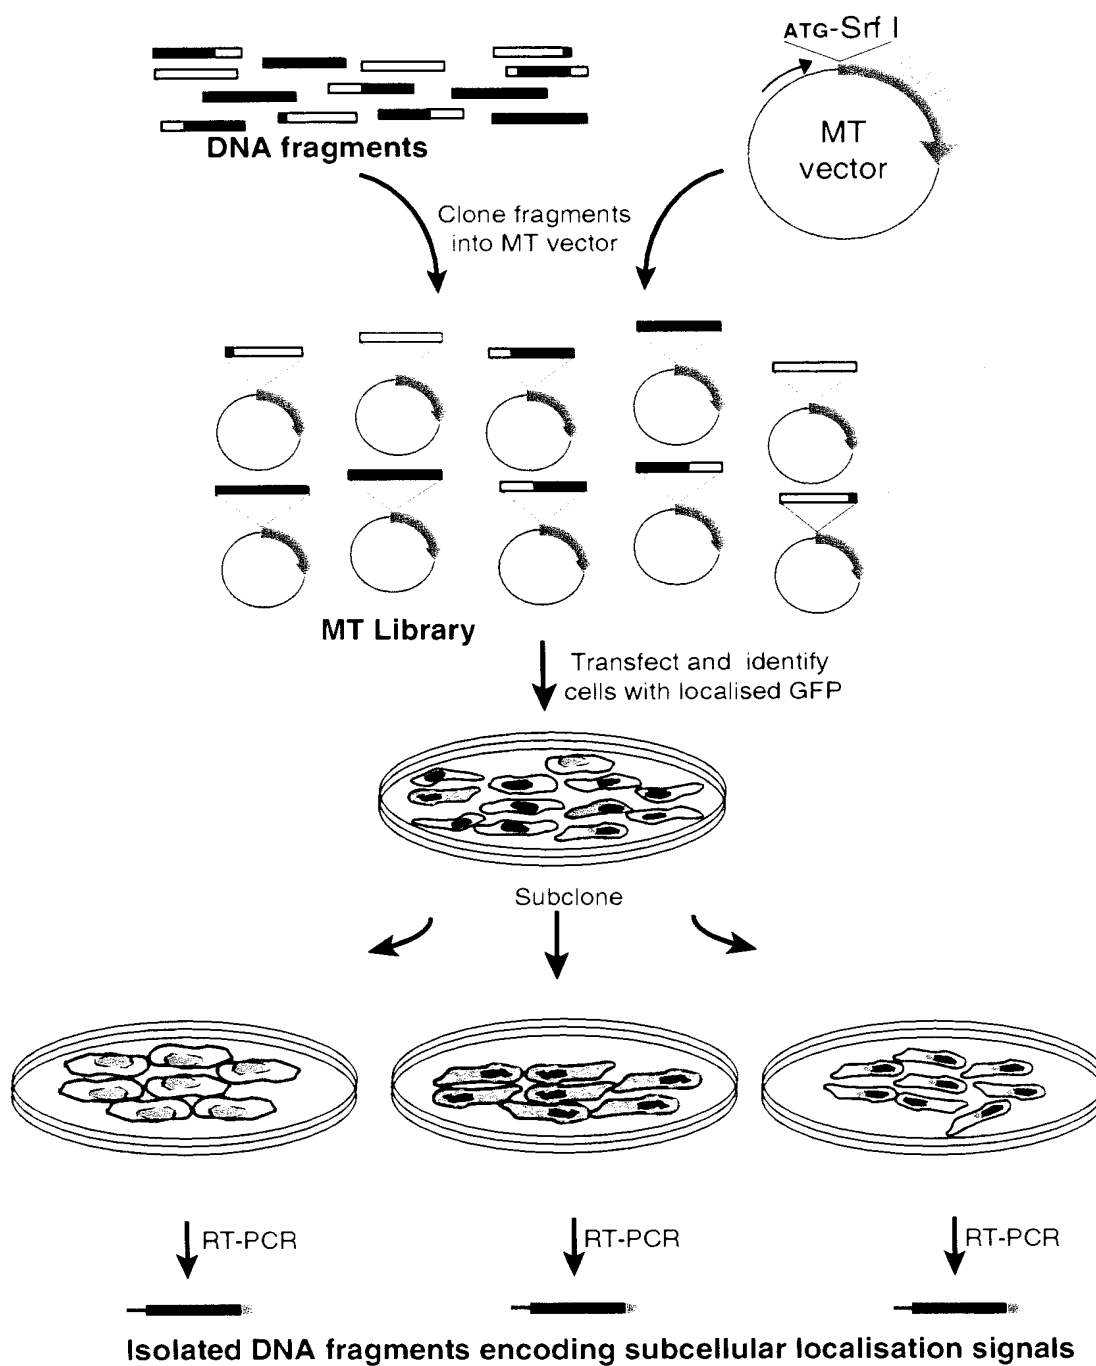 ATG-Srf I
MT
vector
DNA fragments
Clone fragments
into MT vector
MT Library
Transfect and identify
cells with localised GFP
Subclone
RT-PCR
RT-PCR
RT-PCR
Isolated DNA fragments encoding subcellular localisation signals